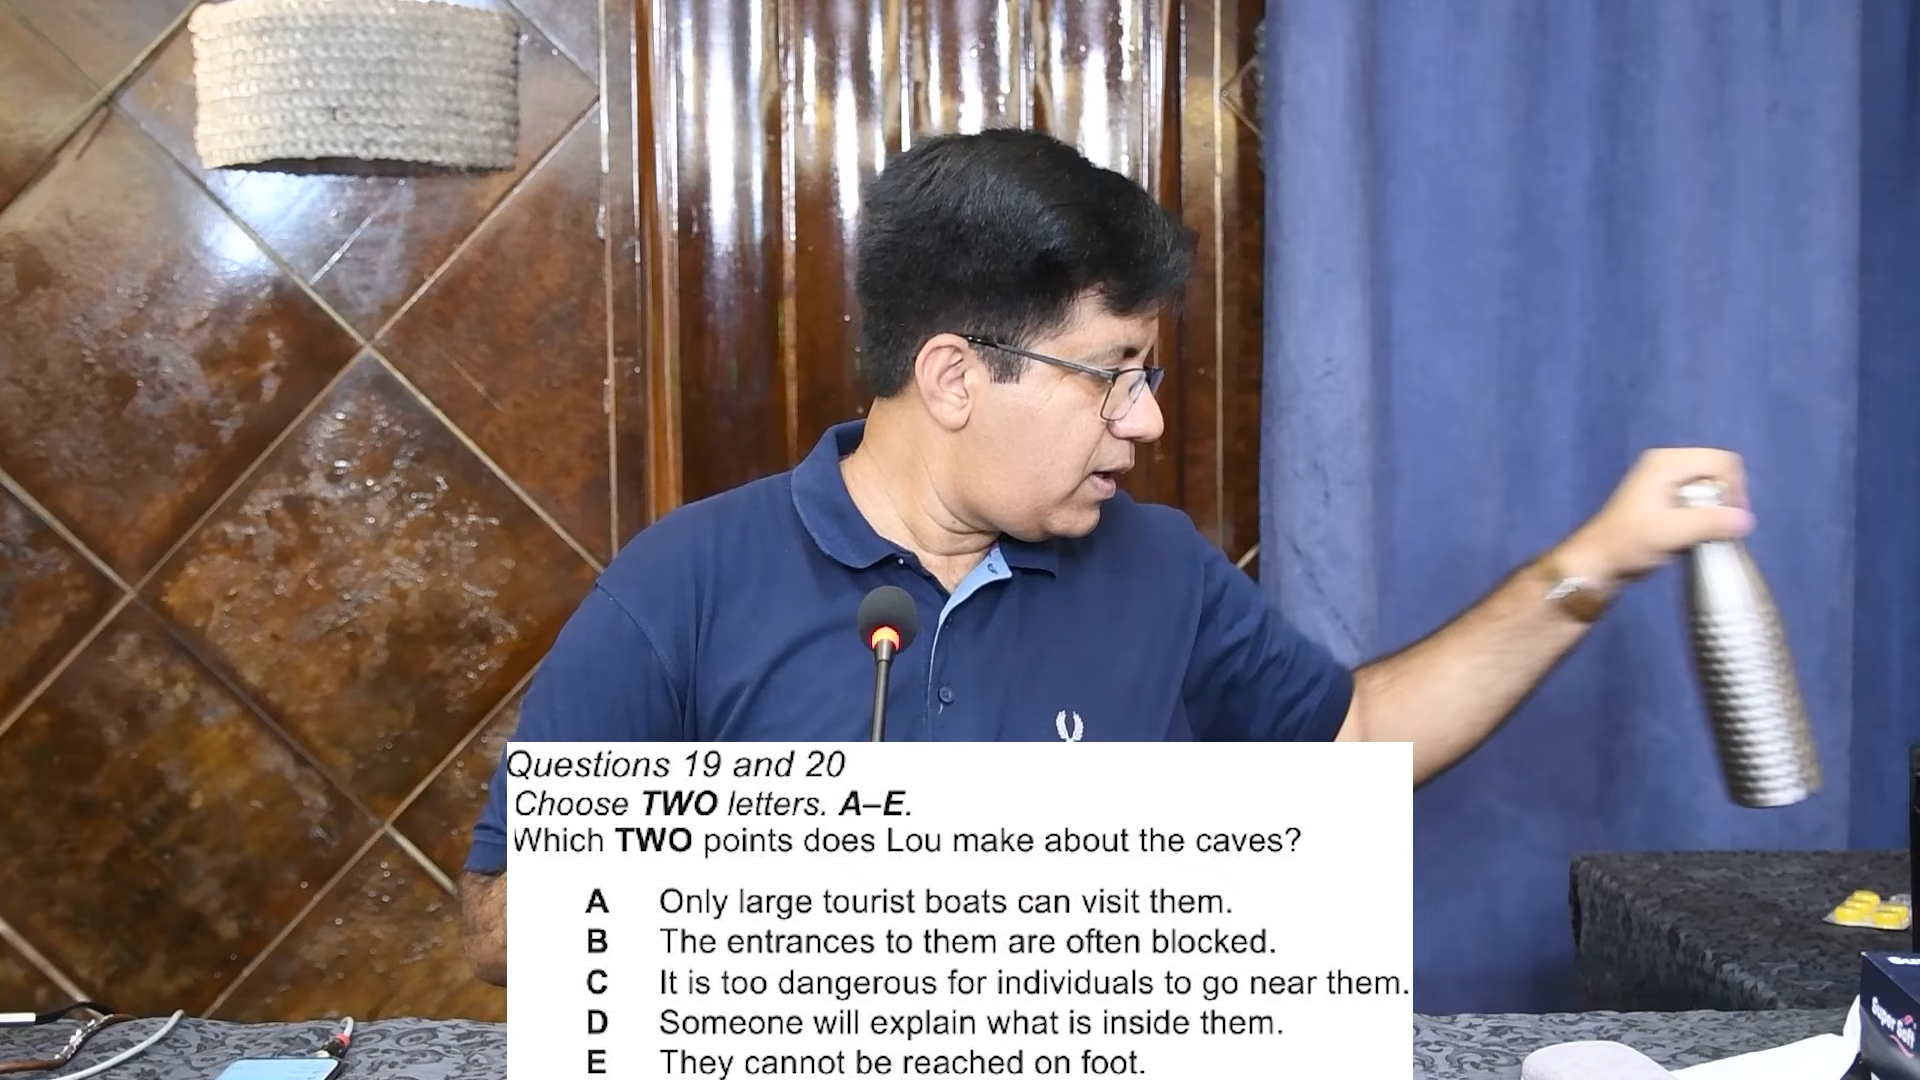 Questions 19 and 20
Choose TWO letters. A–E.
Which TWO points does Lou make about the caves?
A Only large tourist boats can visit them.
B The entrances to them are often blocked.
C It is too dangerous for individuals to go near them.
D Someone will explain what is inside them.
E They cannot be reached on foot.
Super Soft